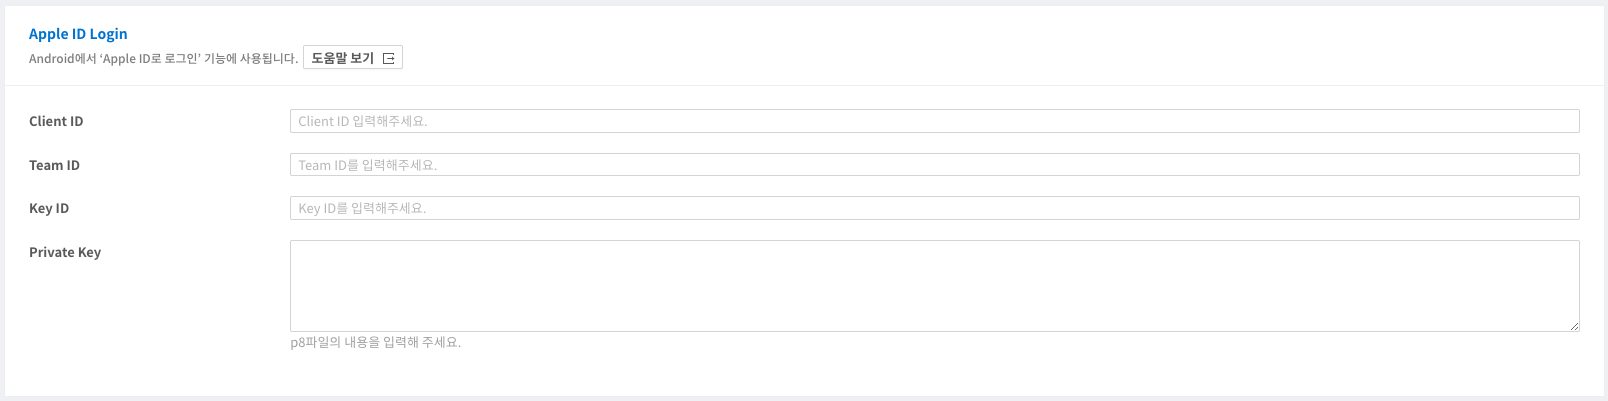 Apple ID Login
Android에서 ‘Apple ID로 로그인’ 기능에 사용됩니다. 도움말 보기
Client ID Client ID 입력해주세요.
Team ID Team ID를 입력해주세요.
Key ID Key ID를 입력해주세요.
Private Key
p8파일의 내용을 입력해 주세요.